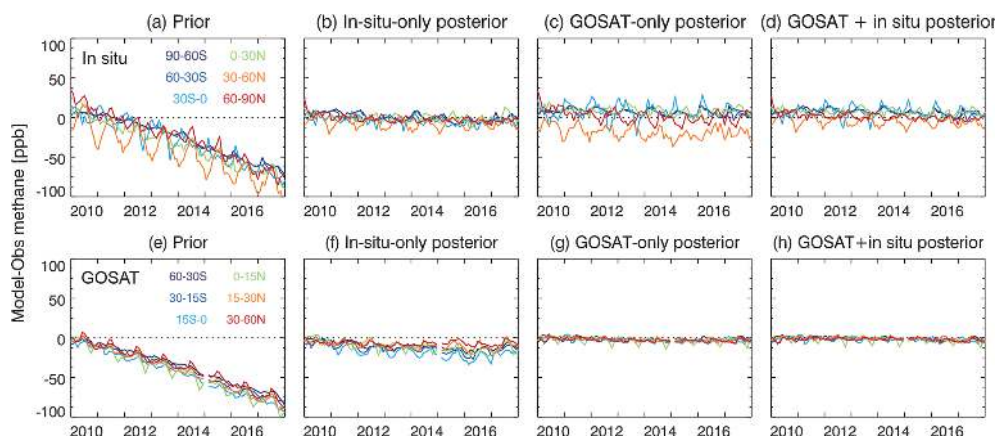 (a) Prior
(b) In-situ-only posterior
(c) GOSAT-only posterior
(d) GOSAT + in situ posterior
Model-Obs methane [ppb]
100
50
0
-50
-100
In situ
90-60S 0-30N
60-30S 30-60N
30S-0 60-90N
2010 2012 2014 2016
2010 2012 2014 2016
2010 2012 2014 2016
2010 2012 2014 2016
(e) Prior
(f) In-situ-only posterior
(g) GOSAT-only posterior
(h) GOSAT+in situ posterior
100
50
0
-50
-100
GOSAT
60-30S 0-15N
30-15S 15-30N
15S-0 30-60N
2010 2012 2014 2016
2010 2012 2014 2016
2010 2012 2014 2016
2010 2012 2014 2016